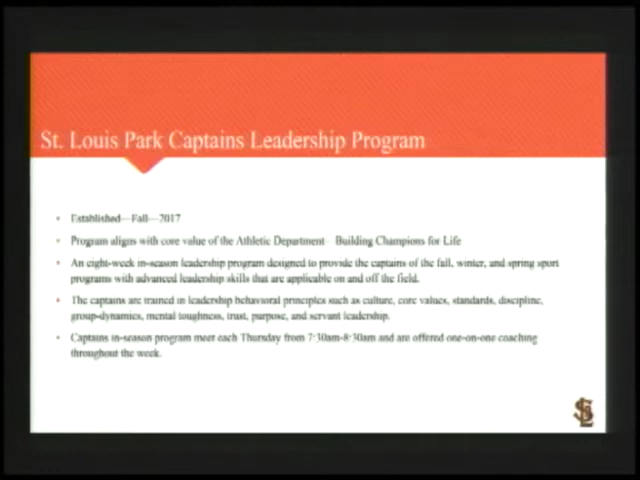 St. Louis Park Captains Leadership Program
• Established—Fall—2017
• Program aligns with core value of the Athletic Department—Building Champions for Life
• An eight-week in-season leadership program designed to provide the captains of the fall, winter, and spring sport
programs with advanced leadership skills that are applicable on and off the field.
• The captains are trained in leadership behavioral principles such as culture, core values, standards, discipline,
group-dynamics, mental toughness, trust, purpose, and servant leadership.
• Captains in-season program meet each Thursday from 7:30am-8:30am and are offered one-on-one coaching
throughout the week.
SL